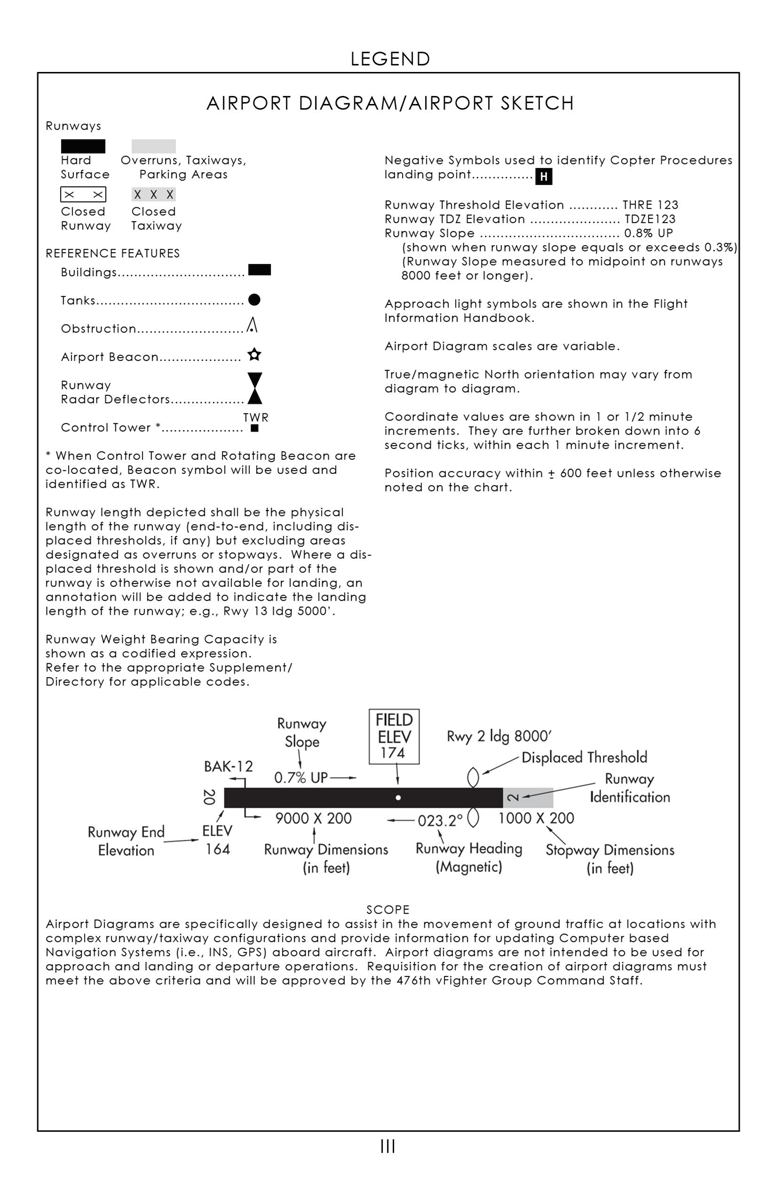 LEGEND
AIRPORT DIAGRAM/AIRPORT SKETCH
Runways
Hard
Surface
Overruns, Taxiways,
Parking Areas
X X
X X X
Closed
Runway
Closed
Taxiway
REFERENCE FEATURES
Buildings...............................
Tanks....................................
Obstruction..........................
Airport Beacon....................
Runway
Radar Deflectors..................
TWR
Control Tower *....................
* When Control Tower and Rotating Beacon are
co-located, Beacon symbol will be used and
identified as TWR.
Runway length depicted shall be the physical
length of the runway (end-to-end, including dis-
placed thresholds, if any) but excluding areas
designated as overruns or stopways. Where a dis-
placed threshold is shown and/or part of the
runway is otherwise not available for landing, an
annotation will be added to indicate the landing
length of the runway; e.g., Rwy 13 ldg 5000'.
Runway Weight Bearing Capacity is
shown as a codified expression.
Refer to the appropriate Supplement/
Directory for applicable codes.
Negative Symbols used to identify Copter Procedures
landing point............... H
Runway Threshold Elevation ............ THRE 123
Runway TDZ Elevation ...................... TDZE123
Runway Slope .................................. 0.8% UP
(shown when runway slope equals or exceeds 0.3%)
(Runway Slope measured to midpoint on runways
8000 feet or longer).
Approach light symbols are shown in the Flight
Information Handbook.
Airport Diagram scales are variable.
True/magnetic North orientation may vary from
diagram to diagram.
Coordinate values are shown in 1 or 1/2 minute
increments. They are further broken down into 6
second ticks, within each 1 minute increment.
Position accuracy within ± 600 feet unless otherwise
noted on the chart.
Runway
Slope
FIELD
ELEV
174
Rwy 2 ldg 8000'
Displaced Threshold
BAK-12
0.7% UP
Runway
Identification
20
2
9000 X 200
023.2°
1000 X 200
Runway End
Elevation
ELEV
164
Runway Dimensions
(in feet)
Runway Heading
(Magnetic)
Stopway Dimensions
(in feet)
SCOPE
Airport Diagrams are specifically designed to assist in the movement of ground traffic at locations with
complex runway/taxiway configurations and provide information for updating Computer based
Navigation Systems (i.e., INS, GPS) aboard aircraft. Airport diagrams are not intended to be used for
approach and landing or departure operations. Requisition for the creation of airport diagrams must
meet the above criteria and will be approved by the 476th vFighter Group Command Staff.
III